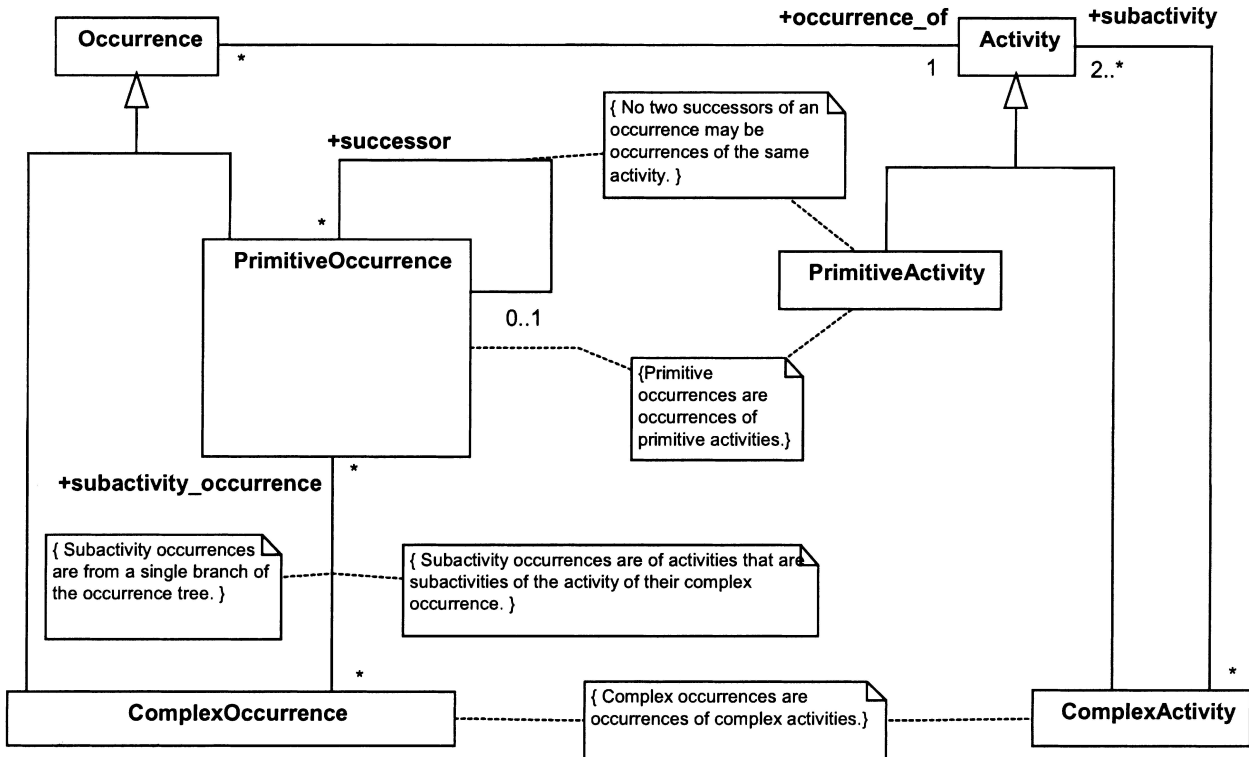 +occurrence_of
+subactivity
Occurrence
Activity
*
1
2..*
{ No two successors of an
occurrence may be
occurrences of the same
activity. }
+successor
*
PrimitiveOccurrence
PrimitiveActivity
0..1
{Primitive
occurrences are
occurrences of
primitive activities.}
*
+subactivity_occurrence
{ Subactivity occurrences
are from a single branch of
the occurrence tree. }
{ Subactivity occurrences are of activities that are
subactivities of the activity of their complex
occurrence. }
*
*
ComplexOccurrence
{ Complex occurrences are
occurrences of complex activities.}
ComplexActivity